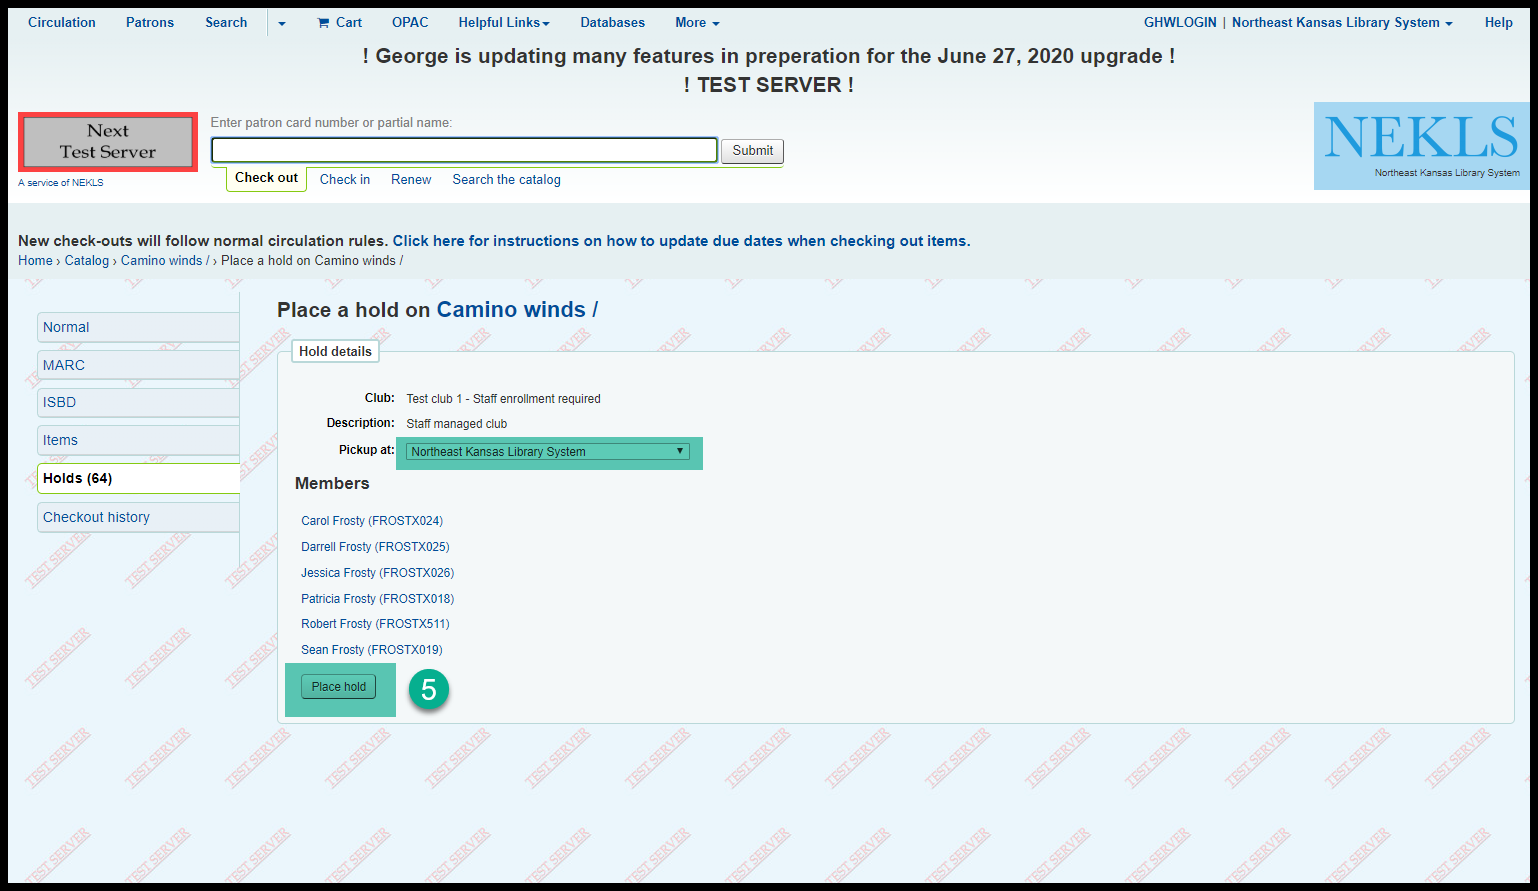 Circulation Patrons Search Cart OPAC Helpful Links Databases More GHWLOGIN | Northeast Kansas Library System Help
! George is updating many features in preperation for the June 27, 2020 upgrade !
! TEST SERVER !
Next
Test Server
A service of NEKLS
Enter patron card number or partial name:
Submit
Check out Check in Renew Search the catalog
NEKLS
Northeast Kansas Library System
New check-outs will follow normal circulation rules. Click here for instructions on how to update due dates when checking out items.
Home › Catalog › Camino winds / › Place a hold on Camino winds /
Normal
MARC
ISBD
Items
Holds (64)
Checkout history
Place a hold on Camino winds /
Hold details
Club: Test club 1 - Staff enrollment required
Description: Staff managed club
Pickup at: Northeast Kansas Library System
Members
Carol Frosty (FROSTX024)
Darrell Frosty (FROSTX025)
Jessica Frosty (FROSTX026)
Patricia Frosty (FROSTX018)
Robert Frosty (FROSTX511)
Sean Frosty (FROSTX019)
Place hold 5
TEST SERVER